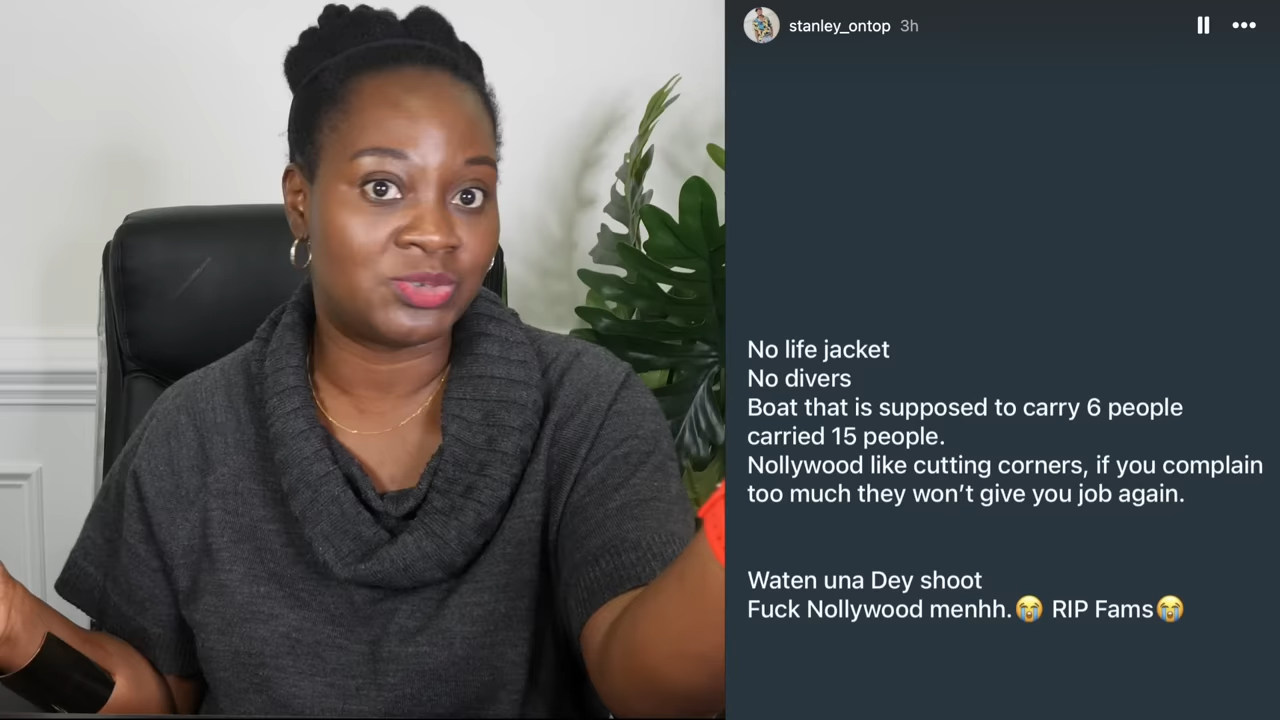 stanley_ontop 3h
No life jacket
No divers
Boat that is supposed to carry 6 people
carried 15 people.
Nollywood like cutting corners, if you complain
too much they won’t give you job again.
Waten una Dey shoot
Fuck Nollywood menhh.😭 RIP Fams😭